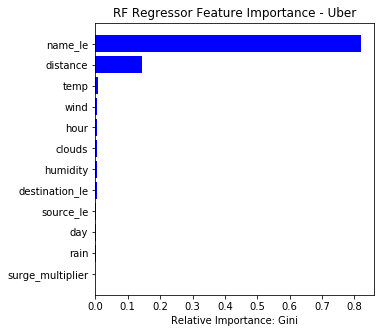 RF Regressor Feature Importance - Uber
name_le
distance
temp
wind
hour
clouds
humidity
destination_le
source_le
day
rain
surge_multiplier
0.0 0.1 0.2 0.3 0.4 0.5 0.6 0.7 0.8
Relative Importance: Gini